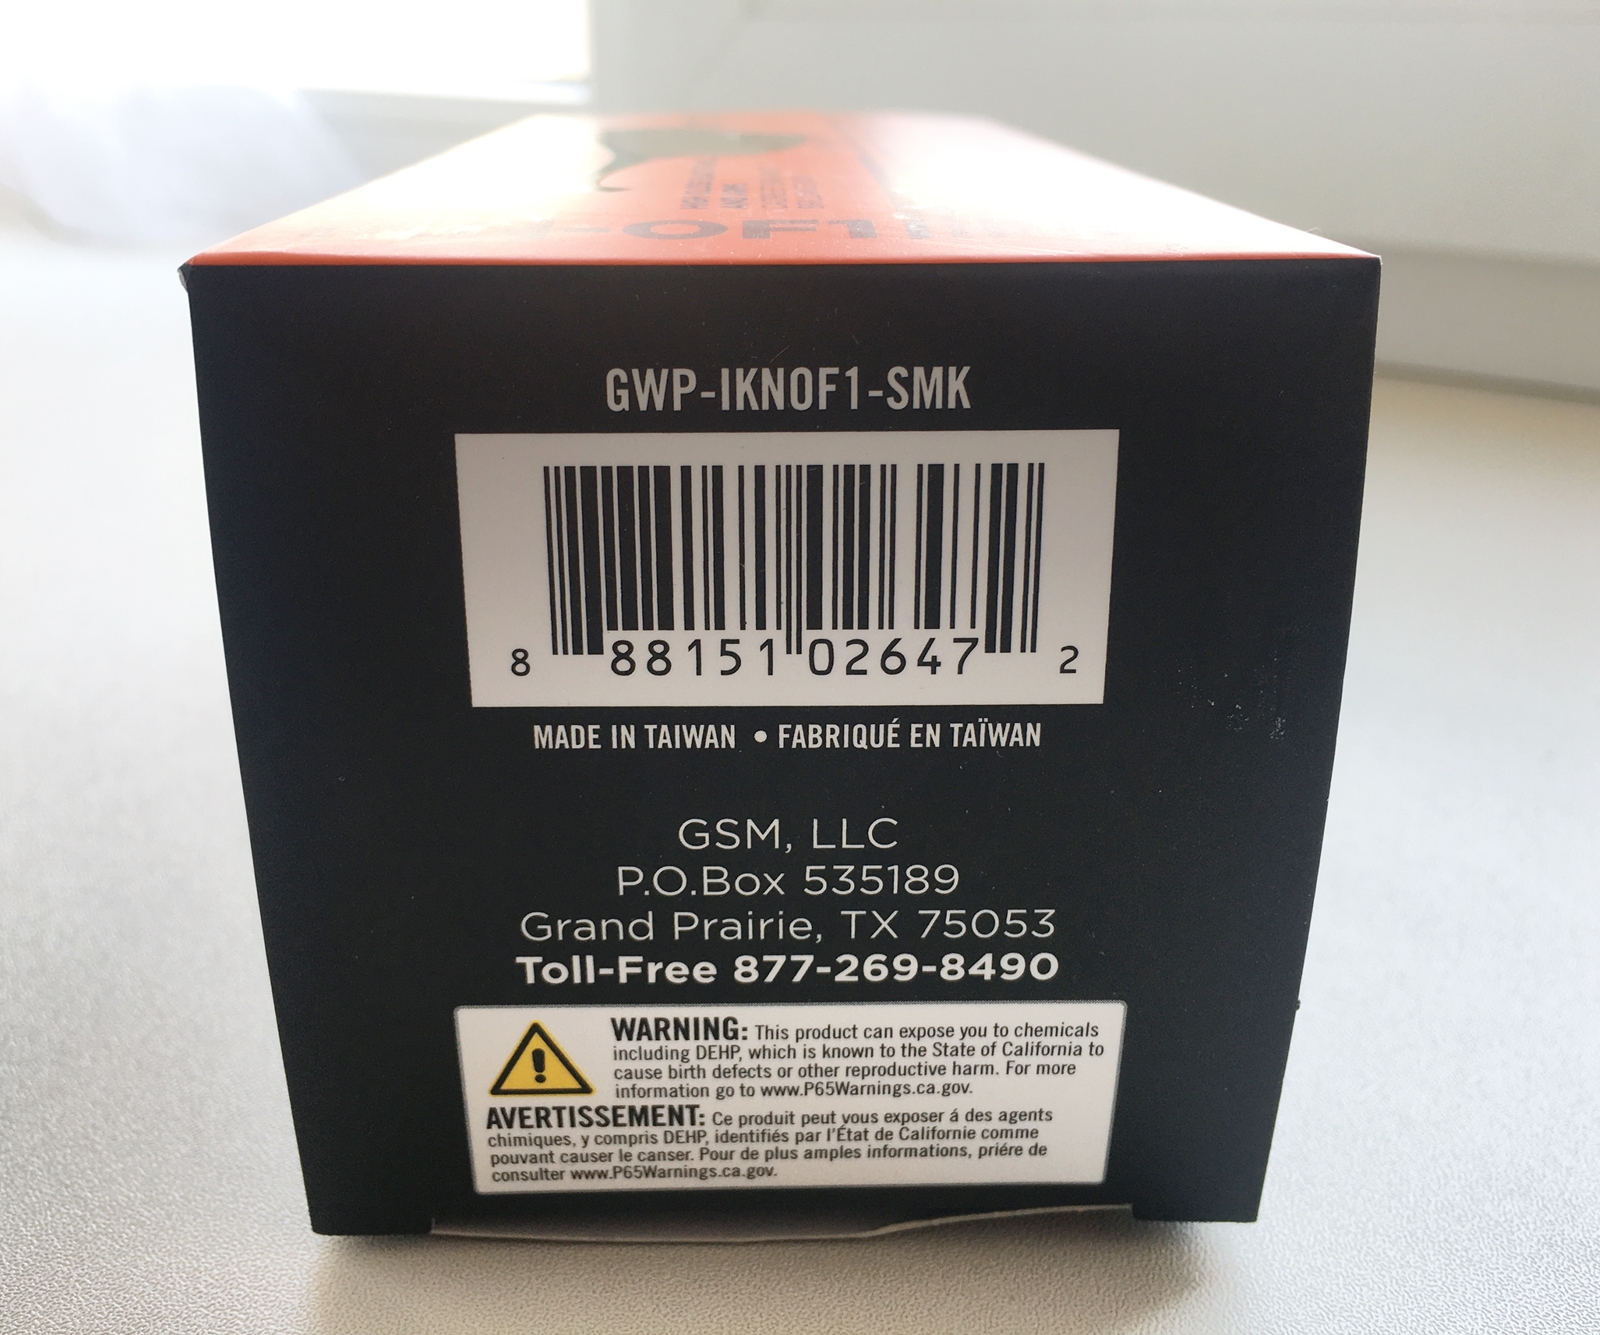 OF1
GWP-IKNOF1-SMK
8 88151 02647 2
MADE IN TAIWAN • FABRIQUÉ EN TAÏWAN
GSM, LLC
P.O.Box 535189
Grand Prairie, TX 75053
Toll-Free 877-269-8490
WARNING: This product can expose you to chemicals
including DEHP, which is known to the State of California to
cause birth defects or other reproductive harm. For more
information go to www.P65Warnings.ca.gov.
AVERTISSEMENT: Ce produit peut vous exposer á des agents
chimiques, y compris DEHP, identifiés par l'État de Californie comme
pouvant causer le canser. Pour de plus amples informations, priére de
consulter www.P65Warnings.ca.gov.